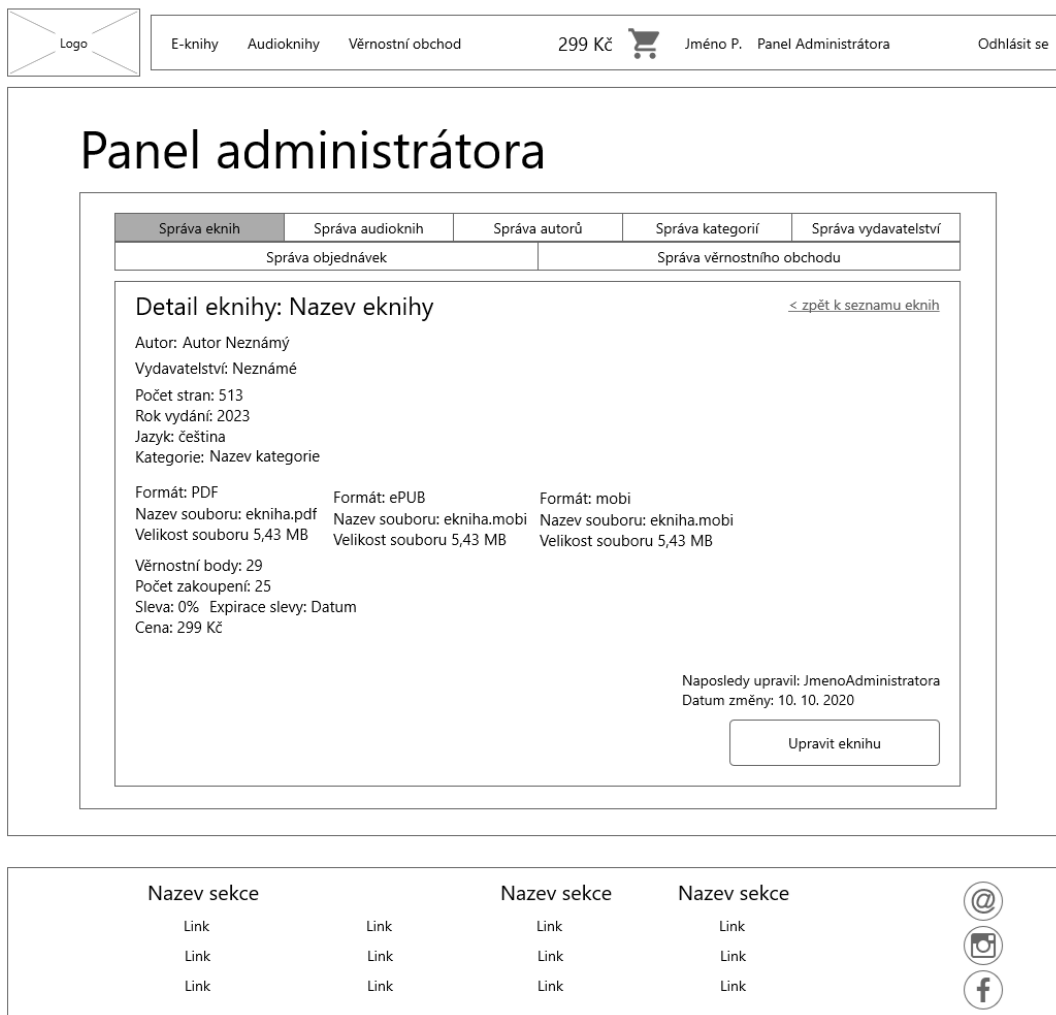 Logo
E-knihy Audioknihy Věrnostní obchod 299 Kč Jméno P. Panel Administrátora Odhlásit se
Panel administrátora
Správa eknih Správa audioknih Správa autorů Správa kategorií Správa vydavatelství
Správa objednávek Správa věrnostního obchodu
Detail eknihy: Nazev eknihy
< zpět k seznamu eknih
Autor: Autor Neznámý
Vydavatelství: Neznámé
Počet stran: 513
Rok vydání: 2023
Jazyk: čeština
Kategorie: Nazev kategorie
Formát: PDF
Nazev souboru: ekniha.pdf
Velikost souboru 5,43 MB
Formát: ePUB
Nazev souboru: ekniha.mobi
Velikost souboru 5,43 MB
Formát: mobi
Nazev souboru: ekniha.mobi
Velikost souboru 5,43 MB
Věrnostní body: 29
Počet zakoupení: 25
Sleva: 0% Expirace slevy: Datum
Cena: 299 Kč
Naposledy upravil: JmenoAdministratora
Datum změny: 10. 10. 2020
Upravit eknihu
Nazev sekce Nazev sekce Nazev sekce
Link Link Link Link
Link Link Link Link
Link Link Link Link